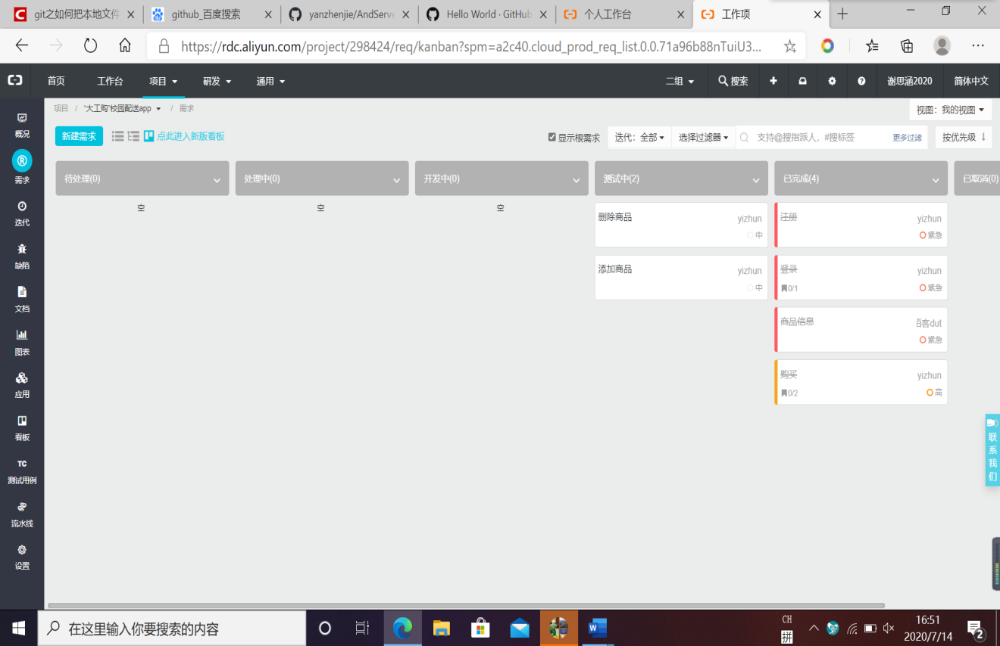 git之如何把本地文件
github_百度搜索
yanzhenjie/AndServe
Hello World · GitHub
个人工作台
工作项
https://rdc.aliyun.com/project/298424/req/kanban?spm=a2c40.cloud_prod_req_list.0.0.71a96b88nTuiU3...
首页 工作台 项目 研发 通用 二组 搜索 谢思涵2020 简体中文
项目 / "大工购"校园配送app / 需求
视图: 我的视图
新建需求 点此进入新版看板 显示根需求 迭代: 全部 选择过滤器 支持@搜指派人, #搜标签 更多过滤 按优先级
概况
需求
迭代
缺陷
文档
图表
应用
看板
TC
测试用例
流水线
设置
待处理(0)
空
处理中(0)
空
开发中(0)
空
测试中(2)
删除商品 yizhun
中
添加商品 yizhun
中
已完成(4)
注册 yizhun
紧急
登录 yizhun
0/1 紧急
商品信息 百客dut
紧急
购买 yizhun
0/2 高
已取消(0)
联系我们
在这里输入你要搜索的内容
CH
拼
16:51
2020/7/14
2